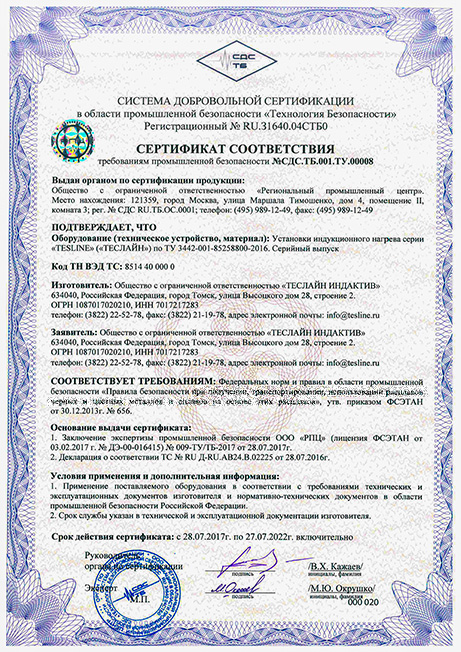 СДС
ТБ
СИСТЕМА ДОБРОВОЛЬНОЙ СЕРТИФИКАЦИИ
в области промышленной безопасности «Технология Безопасности»
Регистрационный № RU.31640.04СТБ0
СЕРТИФИКАТ СООТВЕТСТВИЯ
требованиям промышленной безопасности №СДС.ТБ.001.ТУ.00008
Выдан органом по сертификации продукции:
Общество с ограниченной ответственностью «Региональный промышленный центр».
Место нахождения: 121359, город Москва, улица Маршала Тимошенко, дом 4, помещение II,
комната 3; рег. № СДС RU.ТБ.ОС.0001; телефон: (495) 989-12-49, факс: (495) 989-12-49
ПОДТВЕРЖДАЕТ, ЧТО
Оборудование (техническое устройство, материал): Установки индукционного нагрева серии
«TESLINE» («ТЕСЛАЙН») по ТУ 3442-001-85258800-2016. Серийный выпуск
Код ТН ВЭД ТС: 8514 40 000 0
Изготовитель: Общество с ограниченной ответственностью «ТЕСЛАЙН ИНДАКТИВ»
634040, Российская Федерация, город Томск, улица Высоцкого дом 28, строение 2.
ОГРН 1087017020210, ИНН 7017217283
телефон: (3822) 22-52-78, факс: (3822) 21-19-78, адрес электронной почты: info@tesline.ru
Заявитель: Общество с ограниченной ответственностью «ТЕСЛАЙН ИНДАКТИВ»
634040, Российская Федерация, город Томск, улица Высоцкого дом 28, строение 2.
ОГРН 1087017020210, ИНН 7017217283
телефон: (3822) 22-52-78, факс: (3822) 21-19-78, адрес электронной почты: info@tesline.ru
СООТВЕТСТВУЕТ ТРЕБОВАНИЯМ: Федеральных норм и правил в области промышленной
безопасности «Правила безопасности при получении, транспортировании, использовании расплавов
черных и цветных металлов и сплавов на основе этих расплавов», утв. приказом ФСЭТАН
от 30.12.2013г. № 656.
Основание выдачи сертификата:
1. Заключение экспертизы промышленной безопасности ООО «РПЦ» (лицензия ФСЭТАН от
03.02.2017 г. № ДЭ-00-016415) № 009-ТУ/ТБ-2017 от 28.07.2017г.
2. Декларация о соответствии ТС № RU Д-RU.АВ24.В.02225 от 28.07.2016г.
Условия применения и дополнительная информация:
1. Применение поставляемого оборудования в соответствии с требованиями технических и
эксплуатационных документов изготовителя и нормативно-технических документов в области
промышленной безопасности Российской Федерации.
2. Срок службы указан в технической и эксплуатационной документации изготовителя.
Срок действия сертификата: с 28.07.2017г. по 27.07.2022г. включительно
Руководитель
органа по сертификации
подпись
/В.Х. Кажаев/
инициалы, фамилия
Эксперт
подпись
/М.Ю. Окрушко/
инициалы, фамилия
М.П.
000 020